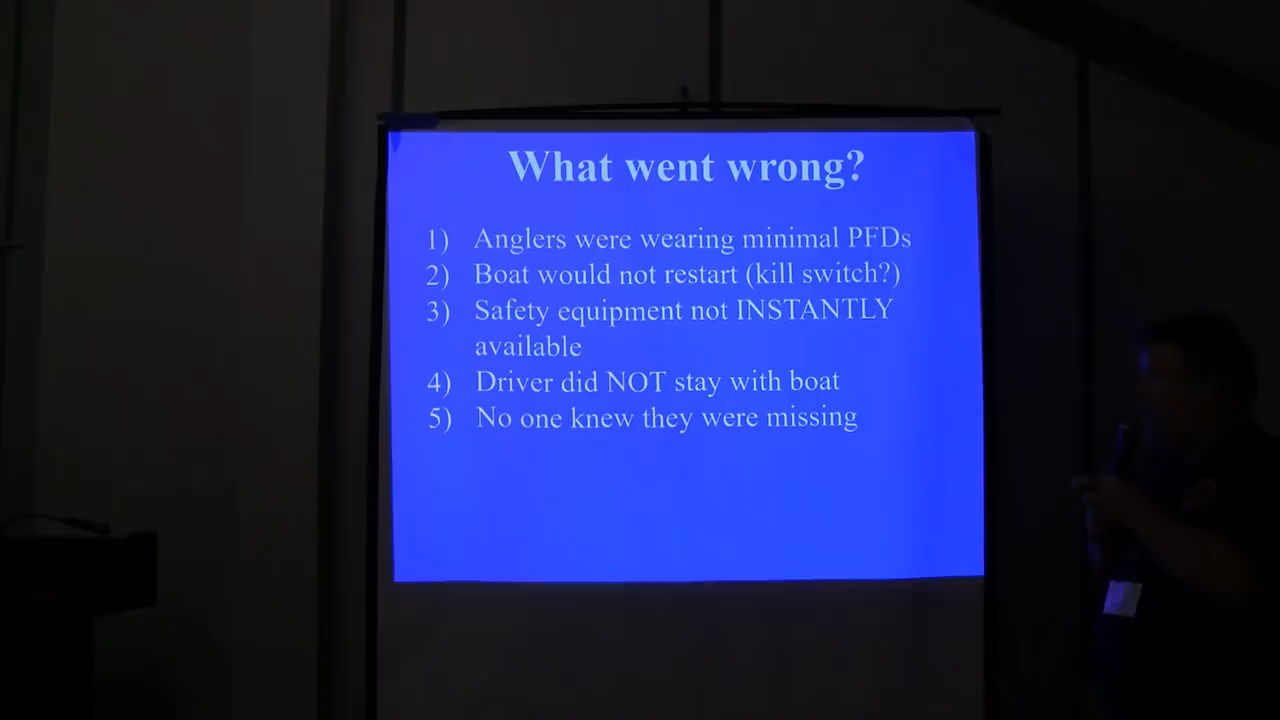 What went wrong?
1) Anglers were wearing minimal PFDs
2) Boat would not restart (kill switch?)
3) Safety equipment not INSTANTLY
available
4) Driver did NOT stay with boat
5) No one knew they were missing